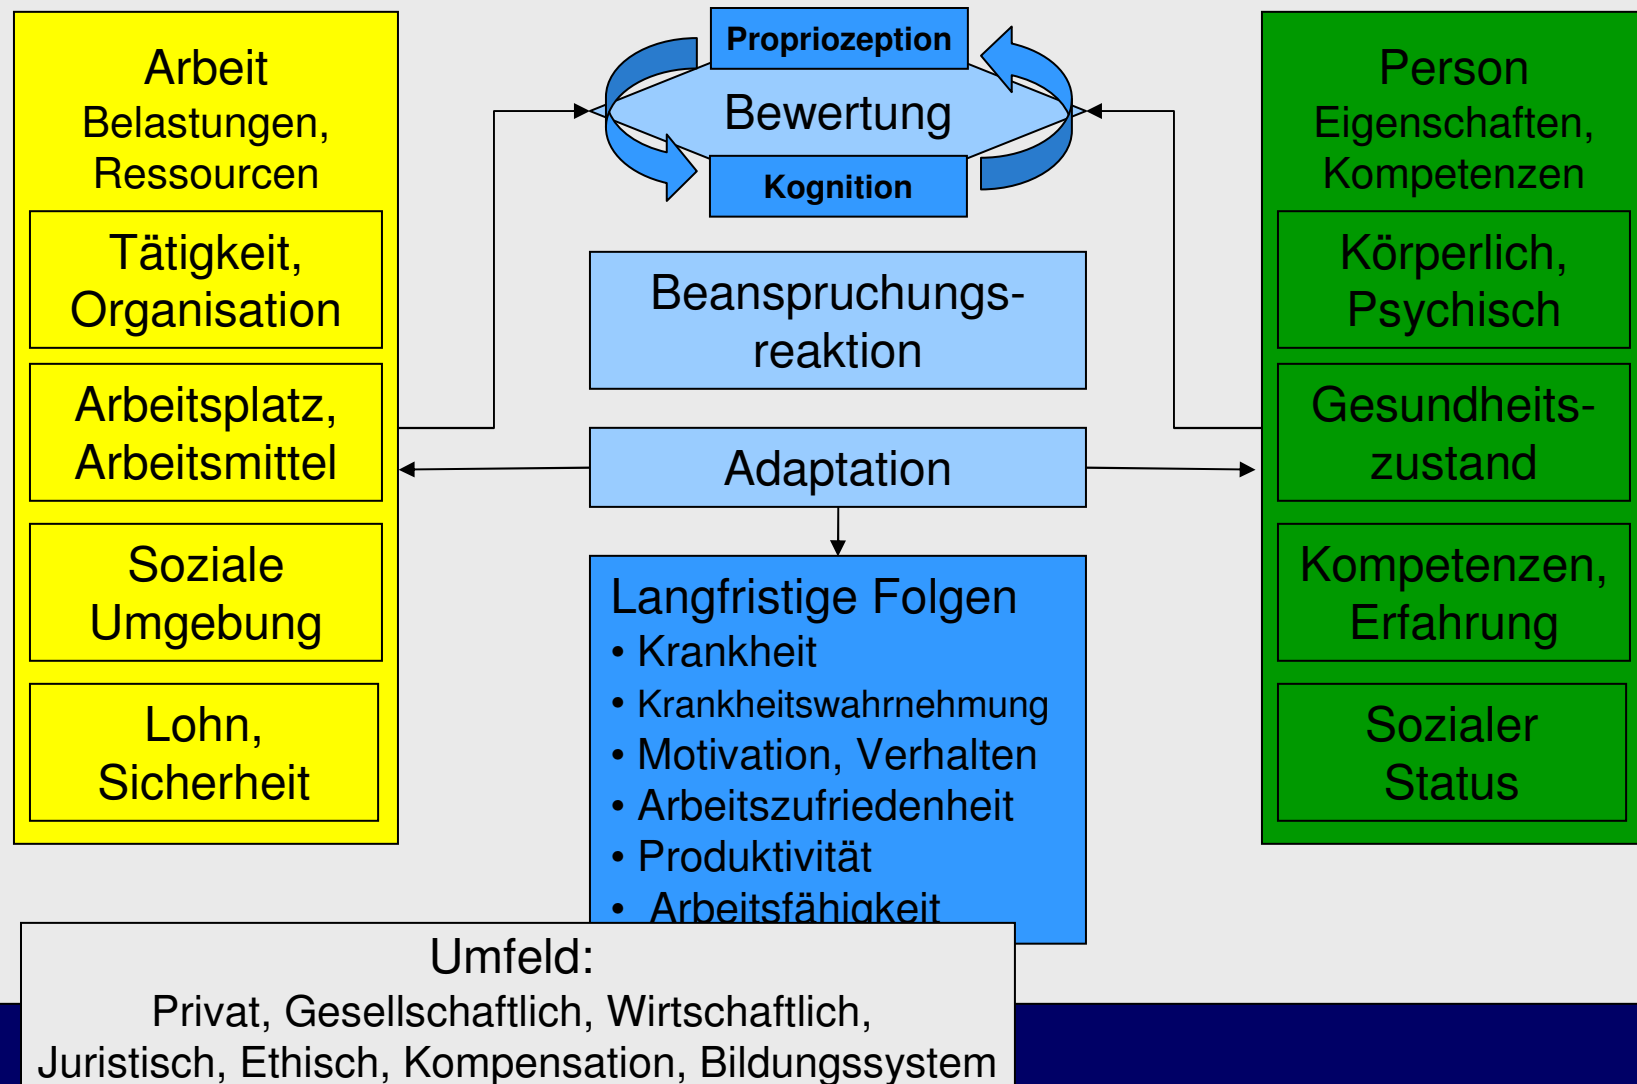 Arbeit
Belastungen,
Ressourcen
Tätigkeit,
Organisation
Arbeitsplatz,
Arbeitsmittel
Soziale
Umgebung
Lohn,
Sicherheit
Propriozeption
Bewertung
Kognition
Beanspruchungs-
reaktion
Adaptation
Langfristige Folgen
• Krankheit
• Krankheitswahrnehmung
• Motivation, Verhalten
• Arbeitszufriedenheit
• Produktivität
• Arbeitsfähigkeit
Person
Eigenschaften,
Kompetenzen
Körperlich,
Psychisch
Gesundheits-
zustand
Kompetenzen,
Erfahrung
Sozialer
Status
Umfeld:
Privat, Gesellschaftlich, Wirtschaftlich,
Juristisch, Ethisch, Kompensation, Bildungssystem